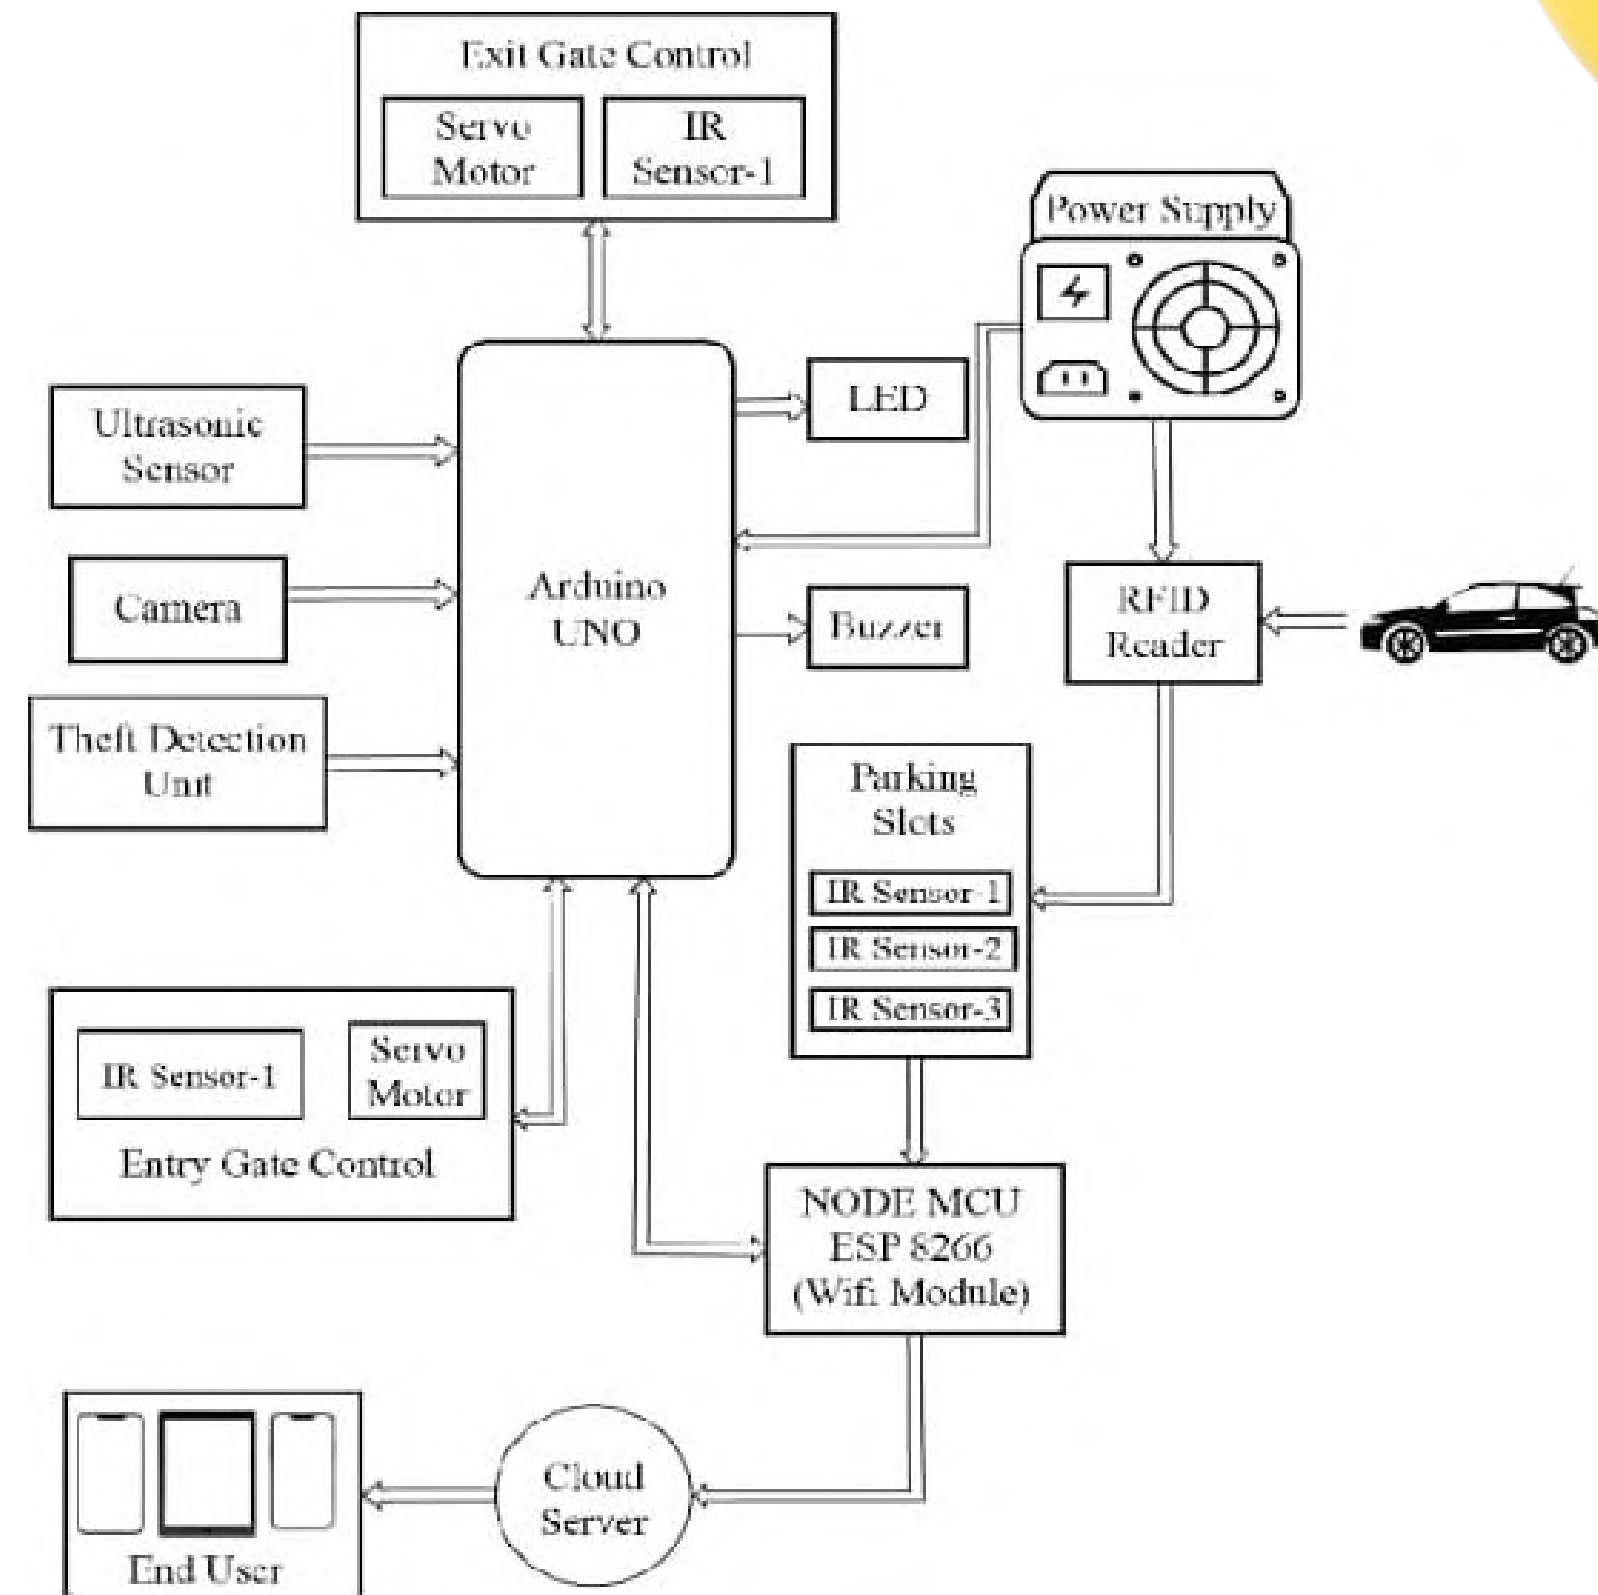 Exit Gate Control
Servo
Motor
IR
Sensor-1
Power Supply
LED
Ultrasonic
Sensor
Camera
Arduino
UNO
Buzzer
RFID
Reader
Theft Detection
Unit
Parking
Slots
IR Sensor-1
IR Sensor-2
IR Sensor-3
IR Sensor-1
Servo
Motor
Entry Gate Control
NODE MCU
ESP 8266
(Wifi Module)
Cloud
Server
End User